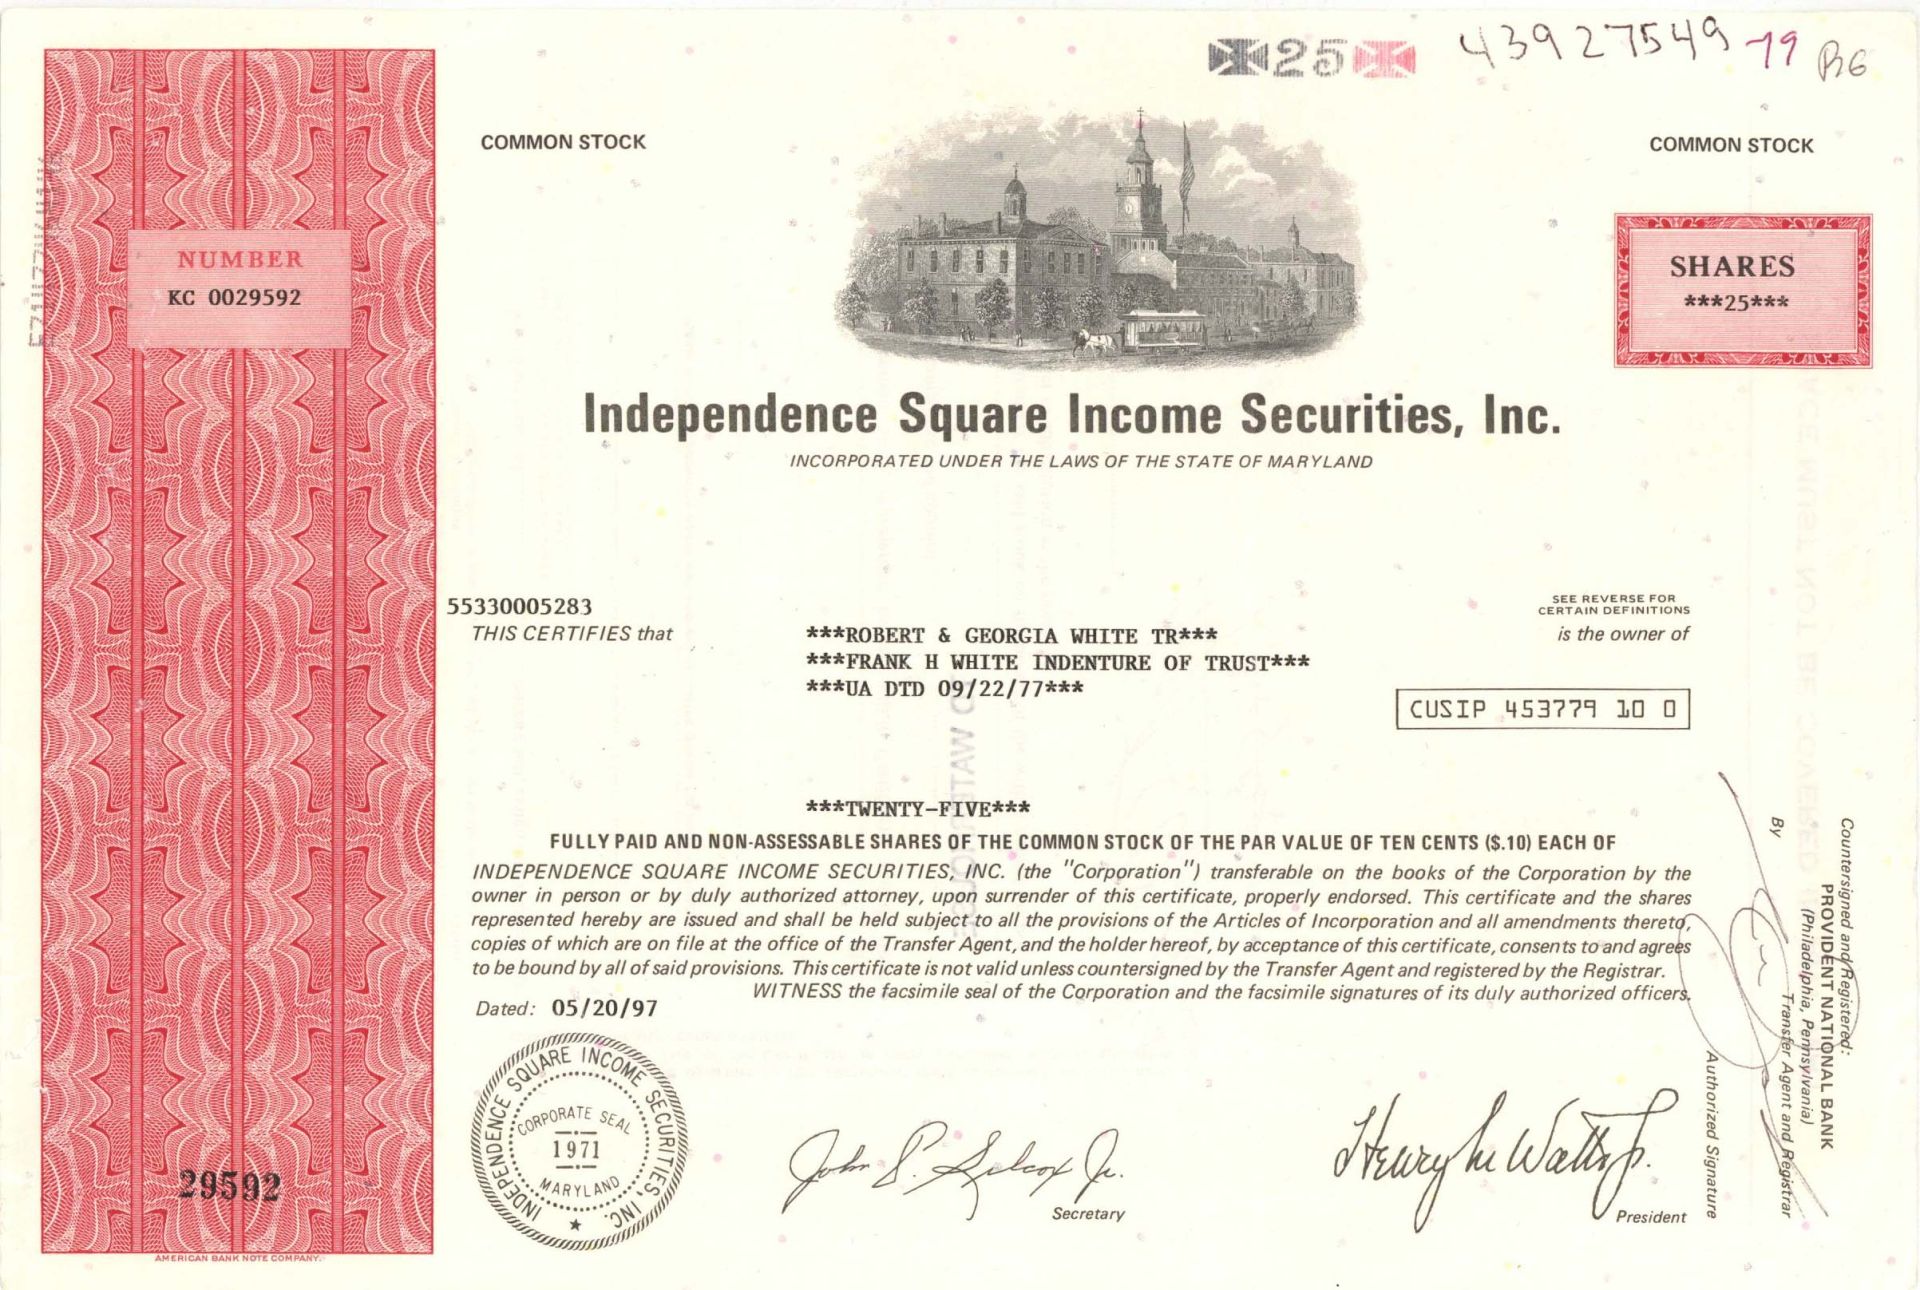 25
43927549-19 RG
COMMON STOCK
COMMON STOCK
NUMBER
KC 0029592
SHARES
***25***
Independence Square Income Securities, Inc.
INCORPORATED UNDER THE LAWS OF THE STATE OF MARYLAND
55330005283
THIS CERTIFIES that
***ROBERT & GEORGIA WHITE TR***
***FRANK H WHITE INDENTURE OF TRUST***
***UA DTD 09/22/77***
SEE REVERSE FOR
CERTAIN DEFINITIONS
is the owner of
CUSIP 453779 10 0
***TWENTY-FIVE***
FULLY PAID AND NON-ASSESSABLE SHARES OF THE COMMON STOCK OF THE PAR VALUE OF TEN CENTS ($.10) EACH OF
INDEPENDENCE SQUARE INCOME SECURITIES, INC. (the "Corporation") transferable on the books of the Corporation by the
owner in person or by duly authorized attorney, upon surrender of this certificate, properly endorsed. This certificate and the shares
represented hereby are issued and shall be held subject to all the provisions of the Articles of Incorporation and all amendments thereto,
copies of which are on file at the office of the Transfer Agent, and the holder hereof, by acceptance of this certificate, consents to and agrees
to be bound by all of said provisions. This certificate is not valid unless countersigned by the Transfer Agent and registered by the Registrar.
WITNESS the facsimile seal of the Corporation and the facsimile signatures of its duly authorized officers.
Dated: 05/20/97
INDEPENDENCE SQUARE INCOME SECURITIES, INC.
CORPORATE SEAL
1971
MARYLAND
John P. Silcox Jr.
Secretary
Henry M Watts Jr.
President
Countersigned and Registered:
PROVIDENT NATIONAL BANK
(Philadelphia, Pennsylvania)
Transfer Agent and Registrar
By
Authorized Signature
29592
AMERICAN BANK NOTE COMPANY.